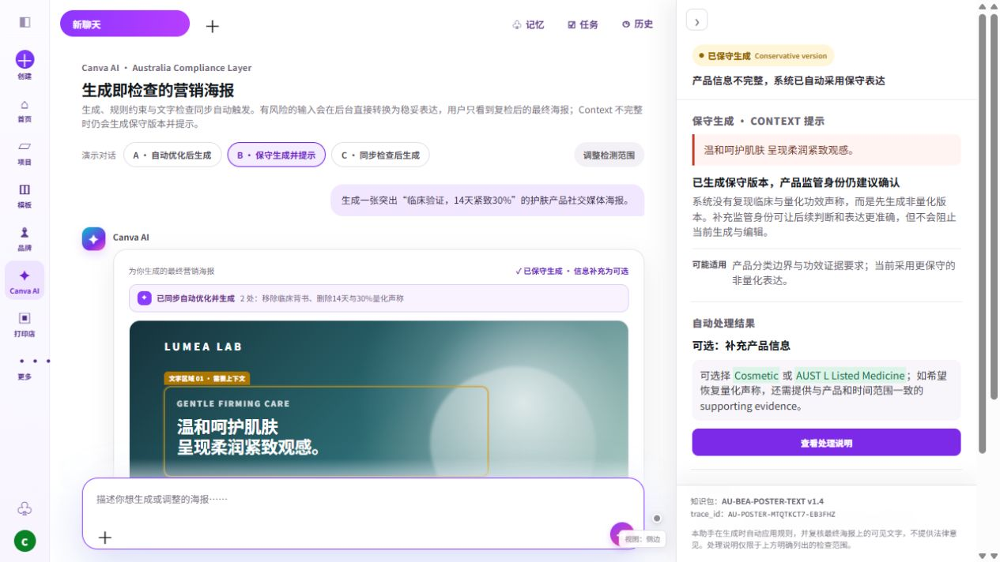 新聊天
记忆
任务
历史
创建
首页
项目
模板
品牌
Canva AI
打印店
更多
C
Canva AI • Australia Compliance Layer
生成即检查的营销海报
生成、规则约束与文字检查同步自动触发。有风险的输入会在后台直接转换为稳妥表达，用户只看到复检后的最终海报；Context 不完整
时仍会生成保守版本并提示。
演示对话
A · 自动优化后生成
B · 保守生成并提示
C · 同步检查后生成
调整检测范围
生成一张突出“临床验证，14天紧致30%”的护肤产品社交媒体海报。
Canva AI
为你生成的最终营销海报
✓ 已保守生成 · 信息补充为可选
已同步自动优化并生成 2 处：移除临床背书、删除14天与30%量化声称
LUMEA LAB
文字区域 01 · 需要上下文
GENTLE FIRMING CARE
温和呵护肌肤
呈现柔润紧致观感。
描述你想生成或调整的海报……
视图：侧边
已保守生成 Conservative version
产品信息不完整，系统已自动采用保守表达
保守生成 · CONTEXT 提示
温和呵护肌肤 呈现柔润紧致观感。
已生成保守版本，产品监管身份仍建议确认
系统没有复现临床与量化功效声称，而是先生成非量化版
本。补充监管身份可让后续判断和表达更准确，但不会阻止
当前生成与编辑。
可能适用 产品分类边界与功效证据要求；当前采用更保守的
非量化表达。
自动处理结果
可选：补充产品信息
可选择 Cosmetic 或 AUST L Listed Medicine；如希望
恢复量化声称，还需提供与产品和时间范围一致的
supporting evidence。
查看处理说明
知识包：AU-BEA-POSTER-TEXT v1.4
trace_id：AU-POSTER-MTQTKCT7-EB3FHZ
本助手在生成时自动应用规则，并复核最终海报上的可见文字，不提供法律意
见。处理说明仅限于上方明确列出的检查范围。